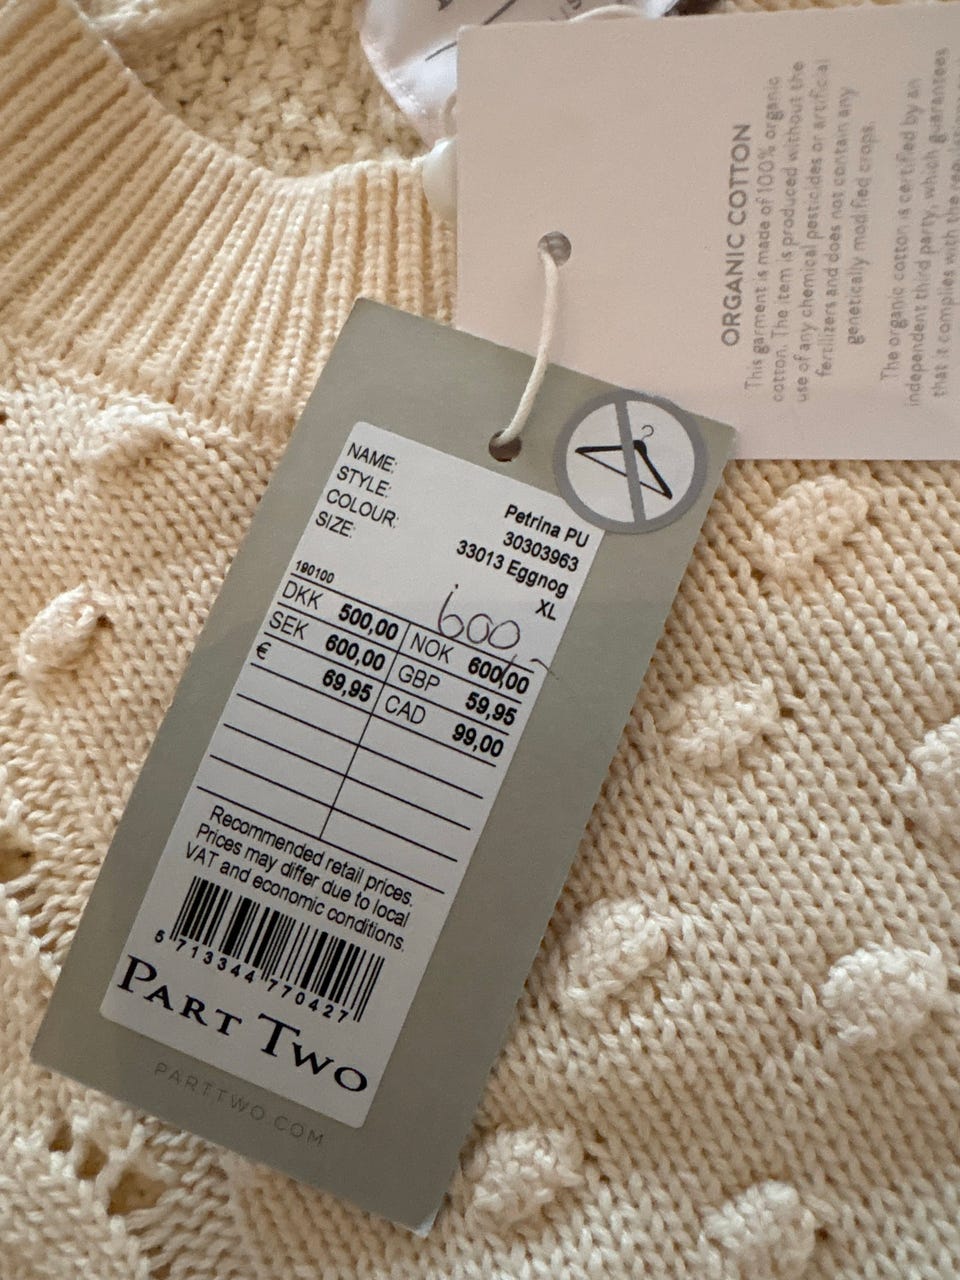 NAME: Petrina PU
STYLE: 30303963
COLOUR: 33013 Eggnog
SIZE: XL
190100
600,-
DKK 500,00 NOK 600,00
SEK 600,00 GBP 59,95
€ 69,95 CAD 99,00
Recommended retail prices.
Prices may differ due to local
VAT and economic conditions.
5 713344 770427
PART TWO
PARTTWO.COM
ORGANIC COTTON
This garment is made of 100% organic
cotton. The item is produced without the
use of any chemical pesticides or artificial
fertilizers and does not contain any
genetically modified crops.
The organic cotton is certified by an
independent third party, which guarantees
that it complies with the